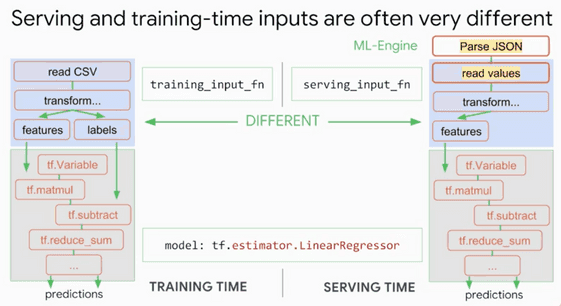 Serving and training-time inputs are often very different
ML-Engine
Parse JSON
read CSV
training_input_fn
serving_input_fn
read values
transform...
transform...
features
labels
DIFFERENT
features
tf.Variable
tf.matmul
tf.subtract
tf.reduce_sum
...
predictions
tf.Variable
tf.matmul
tf.subtract
tf.reduce_sum
...
predictions
model: tf.estimator.LinearRegressor
TRAINING TIME
SERVING TIME